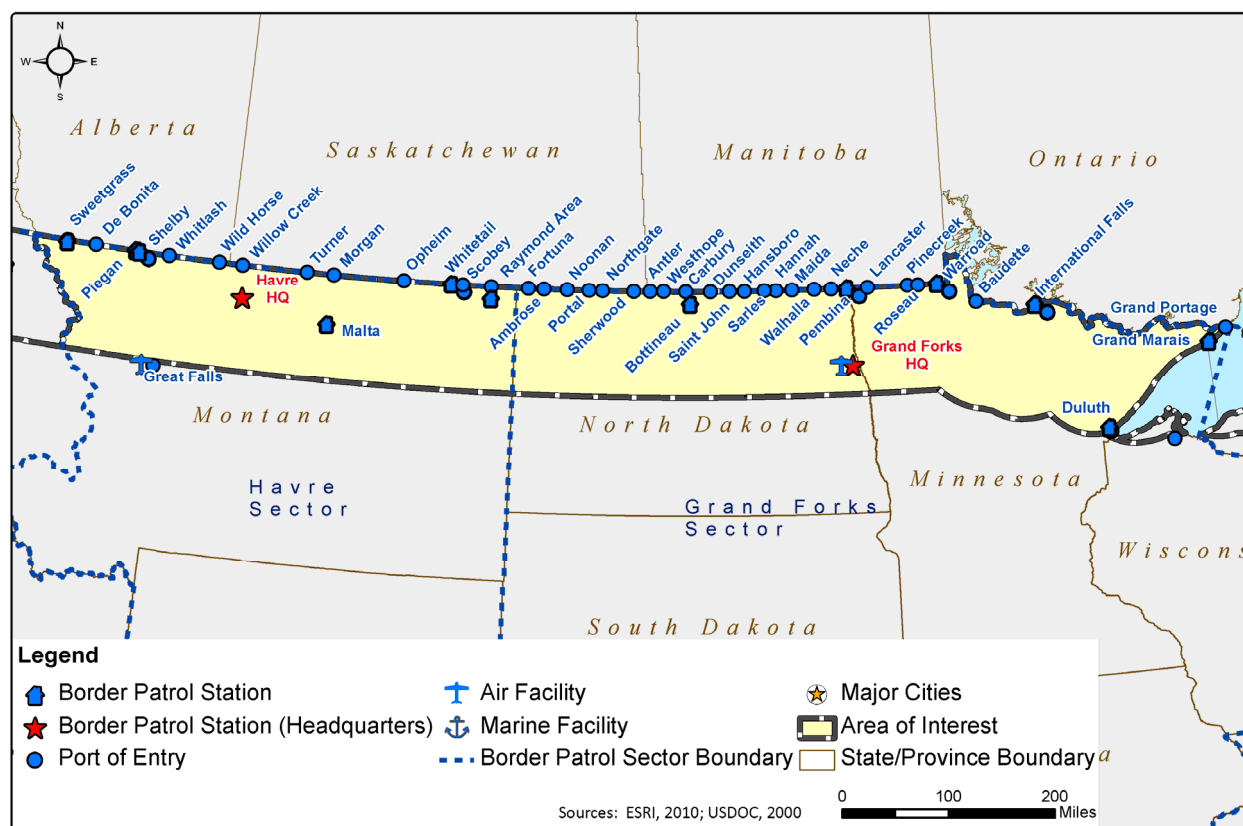 N
W E
S
Alberta
Saskatchewan
Manitoba
Ontario
Sweetgrass
De Bonita
Shelby
Whitlash
Wild Horse
Willow Creek
Turner
Morgan
Opheim
Whitetail
Scobey
Raymond Area
Fortuna
Noonan
Northgate
Antler
Westhope
Carbury
Dunseith
Hansboro
Hannah
Maida
Neche
Lancaster
Pinecreek
Warroad
Baudette
International Falls
Grand Portage
Grand Marais
Piegan
Havre
HQ
Malta
Great Falls
Ambrose
Portal
Sherwood
Bottineau
Saint John
Sarles
Walhalla
Pembina
Roseau
Grand Forks
HQ
Duluth
Montana
North Dakota
Minnesota
Havre
Sector
Grand Forks
Sector
Wiscons
South Dakota
Legend
Border Patrol Station
Border Patrol Station (Headquarters)
Port of Entry
Air Facility
Marine Facility
Border Patrol Sector Boundary
Major Cities
Area of Interest
State/Province Boundary
a
Sources: ESRI, 2010; USDOC, 2000
0 100 200
Miles